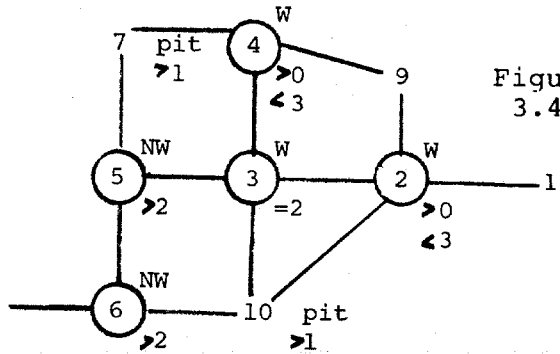 W
7 pit 4
>1 >0
<3
9
Figu
3.4
NW W W
5 3 2 1
>2 =2 >0
<3
NW
6 10 pit
>2 >1